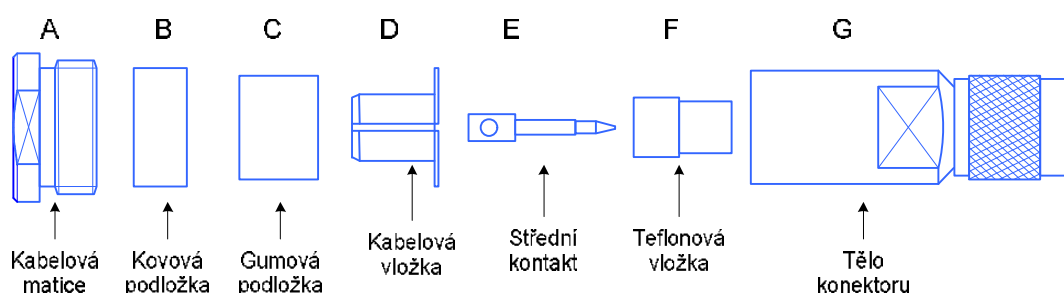 A B C D E F G
Kabelová
matice
Kovová
podložka
Gumová
podložka
Kabelová
vložka
Střední
kontakt
Teflonová
vložka
Tělo
konektoru